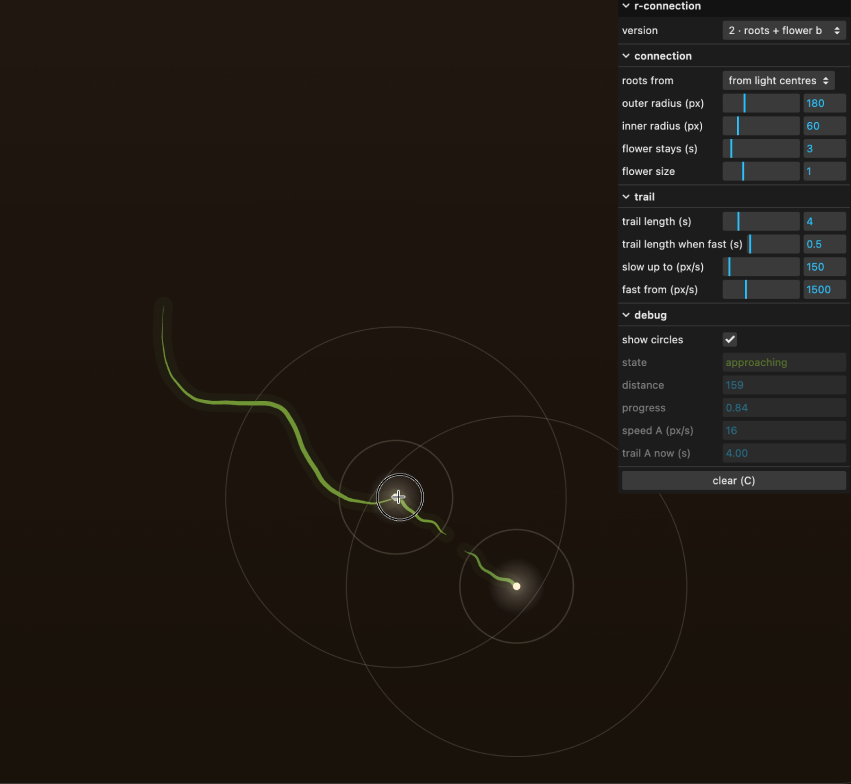 r-connection
version 2 · roots + flower b
connection
roots from from light centres
outer radius (px) 180
inner radius (px) 60
flower stays (s) 3
flower size 1
trail
trail length (s) 4
trail length when fast (s) 0.5
slow up to (px/s) 150
fast from (px/s) 1500
debug
show circles
state approaching
distance 159
progress 0.84
speed A (px/s) 16
trail A now (s) 4.00
clear (C)